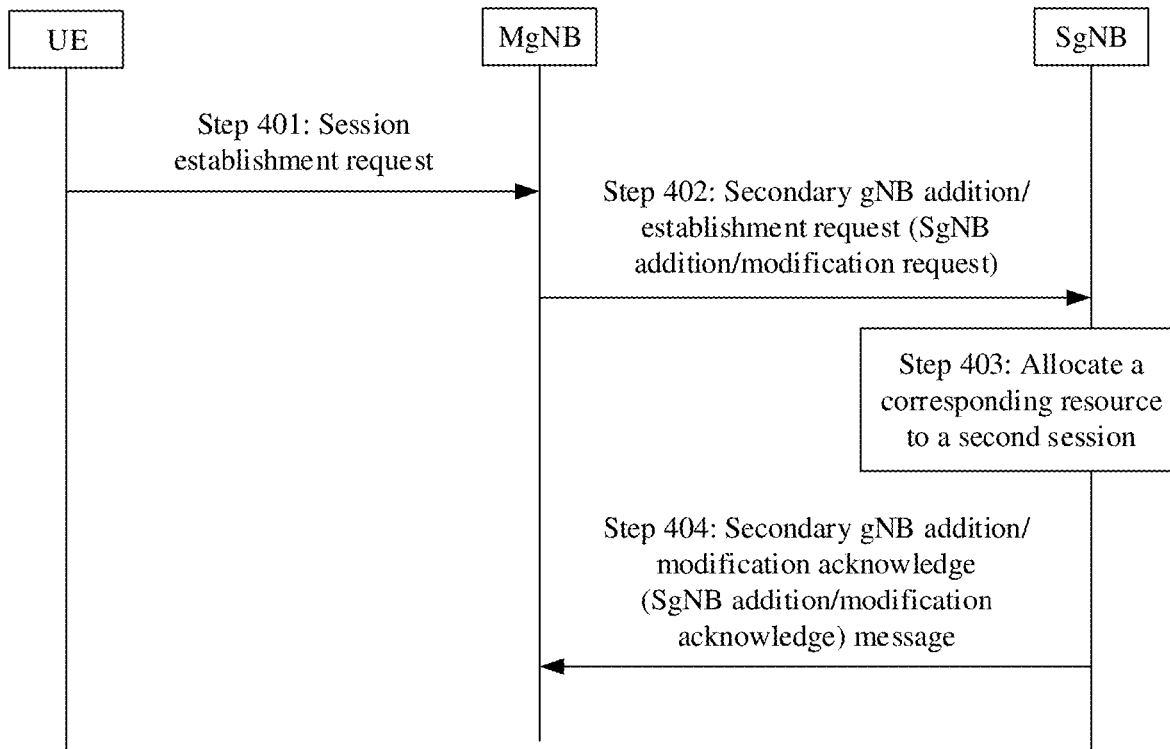 UE
MgNB
SgNB
Step 401: Session
establishment request
Step 402: Secondary gNB addition/
establishment request (SgNB
addition/modification request)
Step 403: Allocate a
corresponding resource
to a second session
Step 404: Secondary gNB addition/
modification acknowledge
(SgNB addition/modification
acknowledge) message